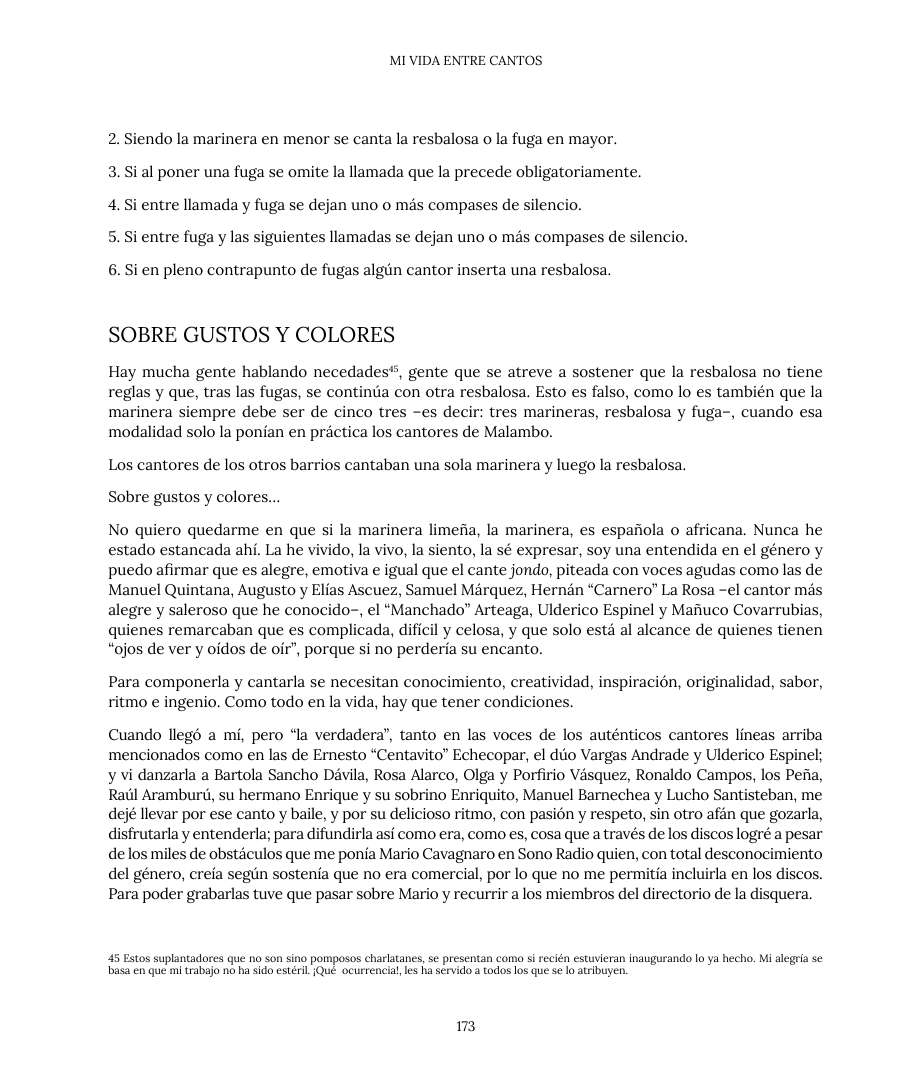 MI VIDA ENTRE CANTOS
2. Siendo la marinera en menor se canta la resbalosa o la fuga en mayor.
3. Si al poner una fuga se omite la llamada que la precede obligatoriamente.
4. Si entre llamada y fuga se dejan uno o más compases de silencio.
5. Si entre fuga y las siguientes llamadas se dejan uno o más compases de silencio.
6. Si en pleno contrapunto de fugas algún cantor inserta una resbalosa.
SOBRE GUSTOS Y COLORES
Hay mucha gente hablando necedades⁴⁵, gente que se atreve a sostener que la resbalosa no tiene
reglas y que, tras las fugas, se continúa con otra resbalosa. Esto es falso, como lo es también que la
marinera siempre debe ser de cinco tres –es decir: tres marineras, resbalosa y fuga–, cuando esa
modalidad solo la ponían en práctica los cantores de Malambo.
Los cantores de los otros barrios cantaban una sola marinera y luego la resbalosa.
Sobre gustos y colores…
No quiero quedarme en que si la marinera limeña, la marinera, es española o africana. Nunca he
estado estancada ahí. La he vivido, la vivo, la siento, la sé expresar, soy una entendida en el género y
puedo afirmar que es alegre, emotiva e igual que el cante jondo, piteada con voces agudas como las de
Manuel Quintana, Augusto y Elías Ascuez, Samuel Márquez, Hernán “Carnero” La Rosa –el cantor más
alegre y saleroso que he conocido–, el “Manchado” Arteaga, Ulderico Espinel y Mañuco Covarrubias,
quienes remarcaban que es complicada, difícil y celosa, y que solo está al alcance de quienes tienen
“ojos de ver y oídos de oír”, porque si no perdería su encanto.
Para componerla y cantarla se necesitan conocimiento, creatividad, inspiración, originalidad, sabor,
ritmo e ingenio. Como todo en la vida, hay que tener condiciones.
Cuando llegó a mí, pero “la verdadera”, tanto en las voces de los auténticos cantores líneas arriba
mencionados como en las de Ernesto “Centavito” Echecopar, el dúo Vargas Andrade y Ulderico Espinel;
y vi danzarla a Bartola Sancho Dávila, Rosa Alarco, Olga y Porfirio Vásquez, Ronaldo Campos, los Peña,
Raúl Aramburú, su hermano Enrique y su sobrino Enriquito, Manuel Barnechea y Lucho Santisteban, me
dejé llevar por ese canto y baile, y por su delicioso ritmo, con pasión y respeto, sin otro afán que gozarla,
disfrutarla y entenderla; para difundirla así como era, como es, cosa que a través de los discos logré a pesar
de los miles de obstáculos que me ponía Mario Cavagnaro en Sono Radio quien, con total desconocimiento
del género, creía según sostenía que no era comercial, por lo que no me permitía incluirla en los discos.
Para poder grabarlas tuve que pasar sobre Mario y recurrir a los miembros del directorio de la disquera.
45 Estos suplantadores que no son sino pomposos charlatanes, se presentan como si recién estuvieran inaugurando lo ya hecho. Mi alegría se
basa en que mi trabajo no ha sido estéril. ¡Qué ocurrencia!, les ha servido a todos los que se lo atribuyen.
173